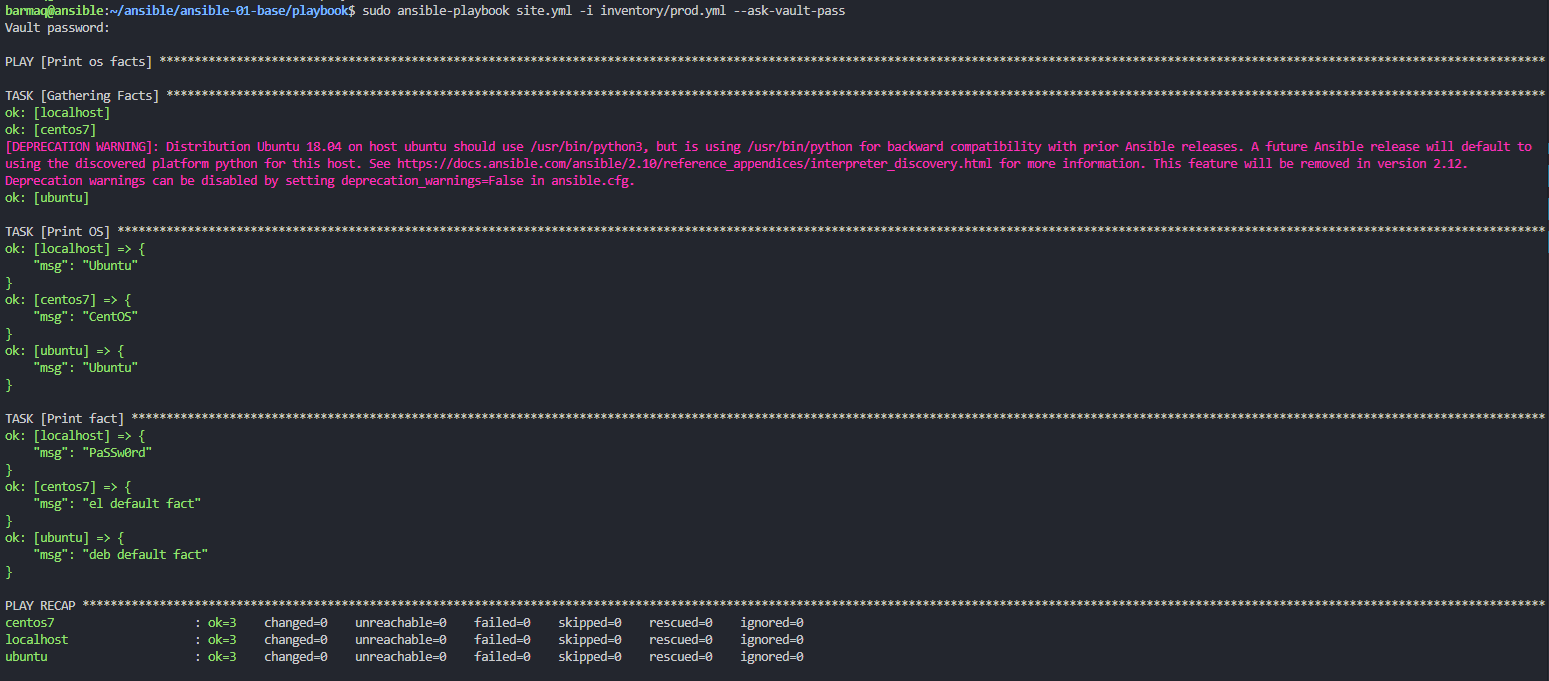 barmaq@ansible:~/ansible/ansible-01-base/playbook$ sudo ansible-playbook site.yml -i inventory/prod.yml --ask-vault-pass
Vault password:
PLAY [Print os facts] ****************************************************************************************************************************************************************************************************
TASK [Gathering Facts] ***************************************************************************************************************************************************************************************************
ok: [localhost]
ok: [centos7]
[DEPRECATION WARNING]: Distribution Ubuntu 18.04 on host ubuntu should use /usr/bin/python3, but is using /usr/bin/python for backward compatibility with prior Ansible releases. A future Ansible release will default to
using the discovered platform python for this host. See https://docs.ansible.com/ansible/2.10/reference_appendices/interpreter_discovery.html for more information. This feature will be removed in version 2.12.
Deprecation warnings can be disabled by setting deprecation_warnings=False in ansible.cfg.
ok: [ubuntu]
TASK [Print OS] **********************************************************************************************************************************************************************************************************
ok: [localhost] => {
    "msg": "Ubuntu"
}
ok: [centos7] => {
    "msg": "CentOS"
}
ok: [ubuntu] => {
    "msg": "Ubuntu"
}
TASK [Print fact] ********************************************************************************************************************************************************************************************************
ok: [localhost] => {
    "msg": "PaSSw0rd"
}
ok: [centos7] => {
    "msg": "el default fact"
}
ok: [ubuntu] => {
    "msg": "deb default fact"
}
PLAY RECAP ***************************************************************************************************************************************************************************************************************
centos7                    : ok=3    changed=0    unreachable=0    failed=0    skipped=0    rescued=0    ignored=0
localhost                  : ok=3    changed=0    unreachable=0    failed=0    skipped=0    rescued=0    ignored=0
ubuntu                     : ok=3    changed=0    unreachable=0    failed=0    skipped=0    rescued=0    ignored=0